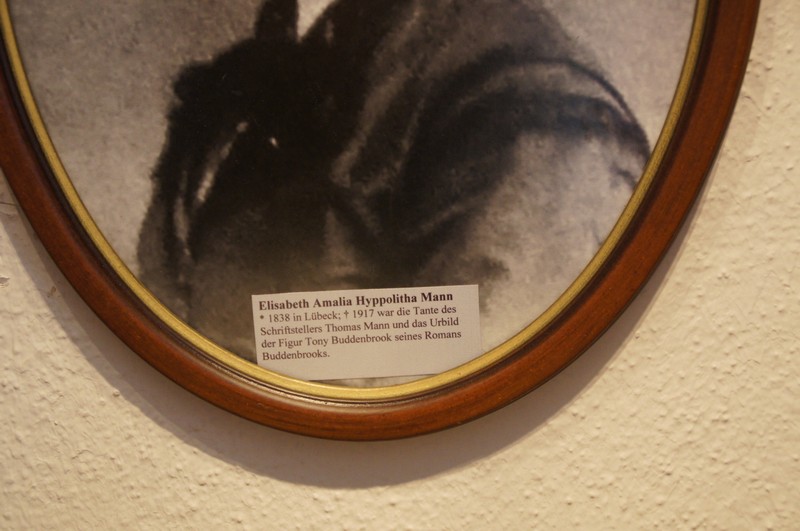 Elisabeth Amalia Hyppolitha Mann
* 1838 in Lübeck; † 1917 war die Tante des
Schriftstellers Thomas Mann und das Urbild
der Figur Tony Buddenbrook seines Romans
Buddenbrooks.